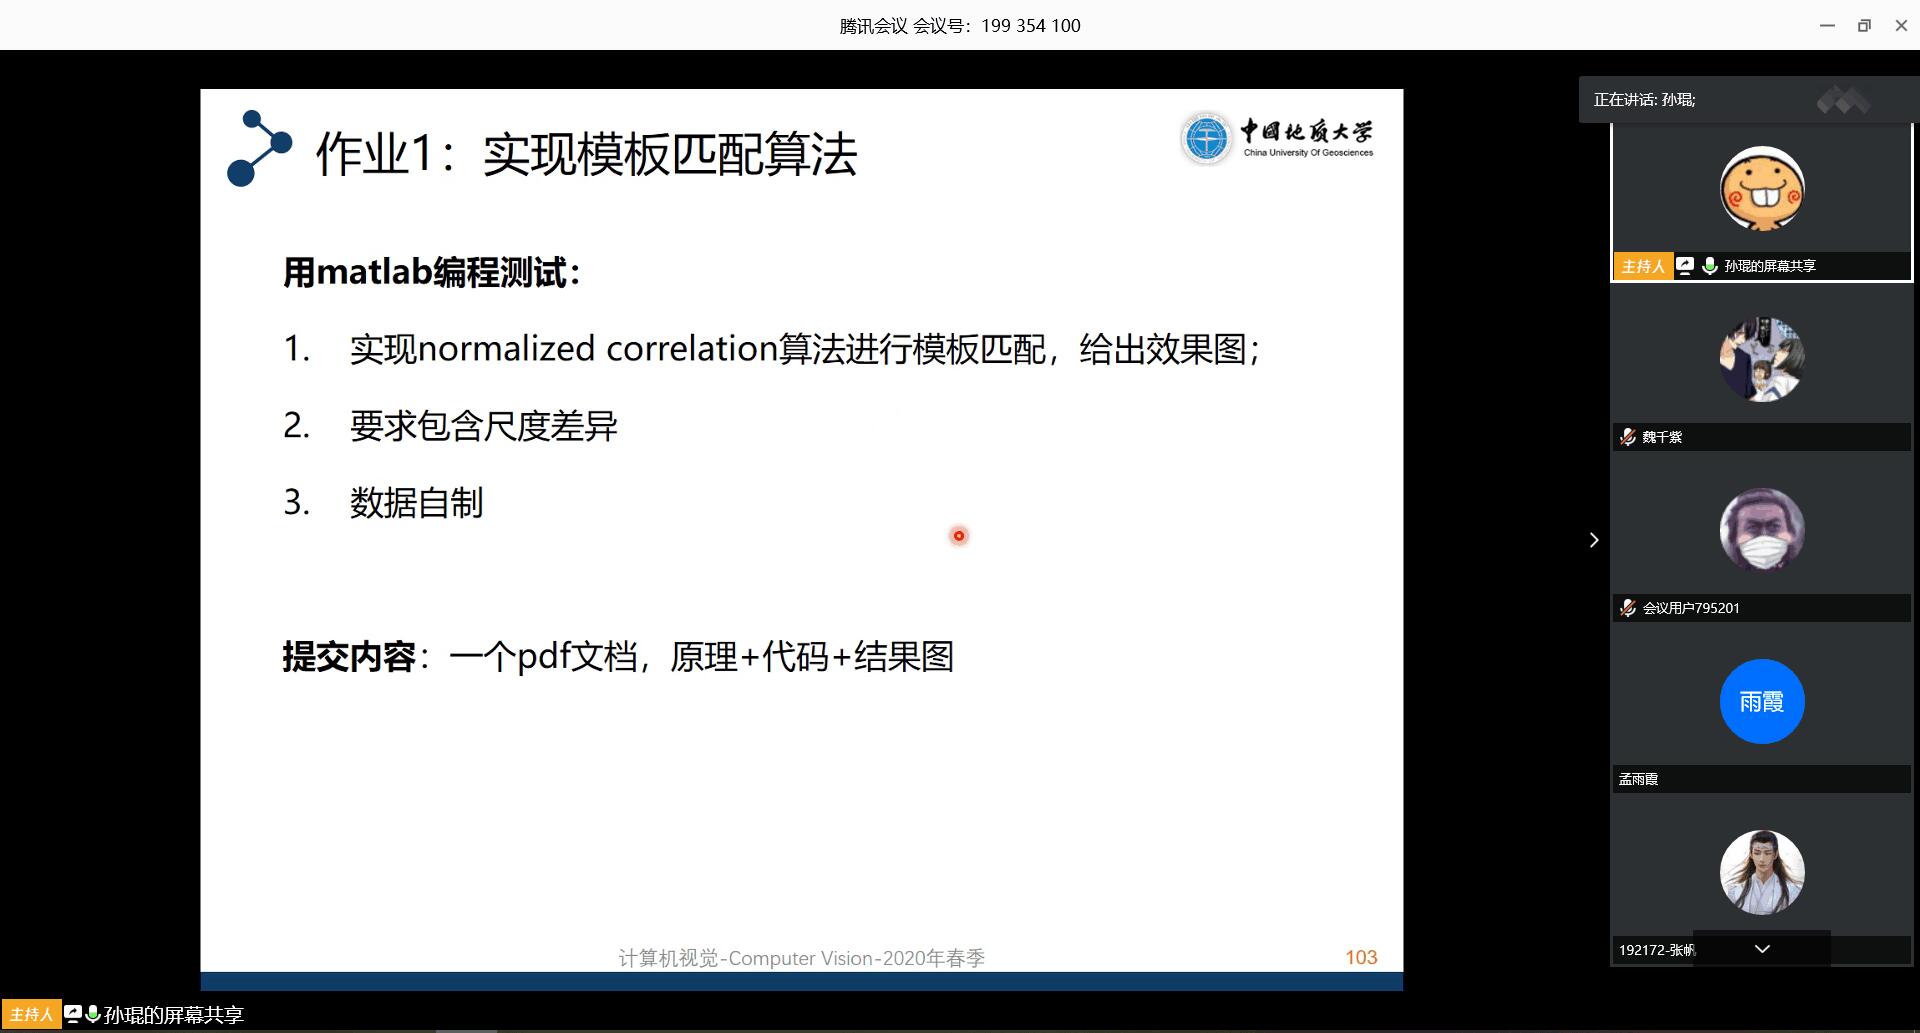 腾讯会议 会议号：199 354 100
正在讲话: 孙琨;
作业1：实现模板匹配算法
中国地质大学
China University Of Geosciences
用matlab编程测试：
1. 实现normalized correlation算法进行模板匹配，给出效果图；
2. 要求包含尺度差异
3. 数据自制
提交内容：一个pdf文档，原理+代码+结果图
计算机视觉-Computer Vision-2020年春季
103
主持人 孙琨的屏幕共享
魏千紫
会议用户795201
雨霞
孟雨霞
192172-张帆
主持人 孙琨的屏幕共享